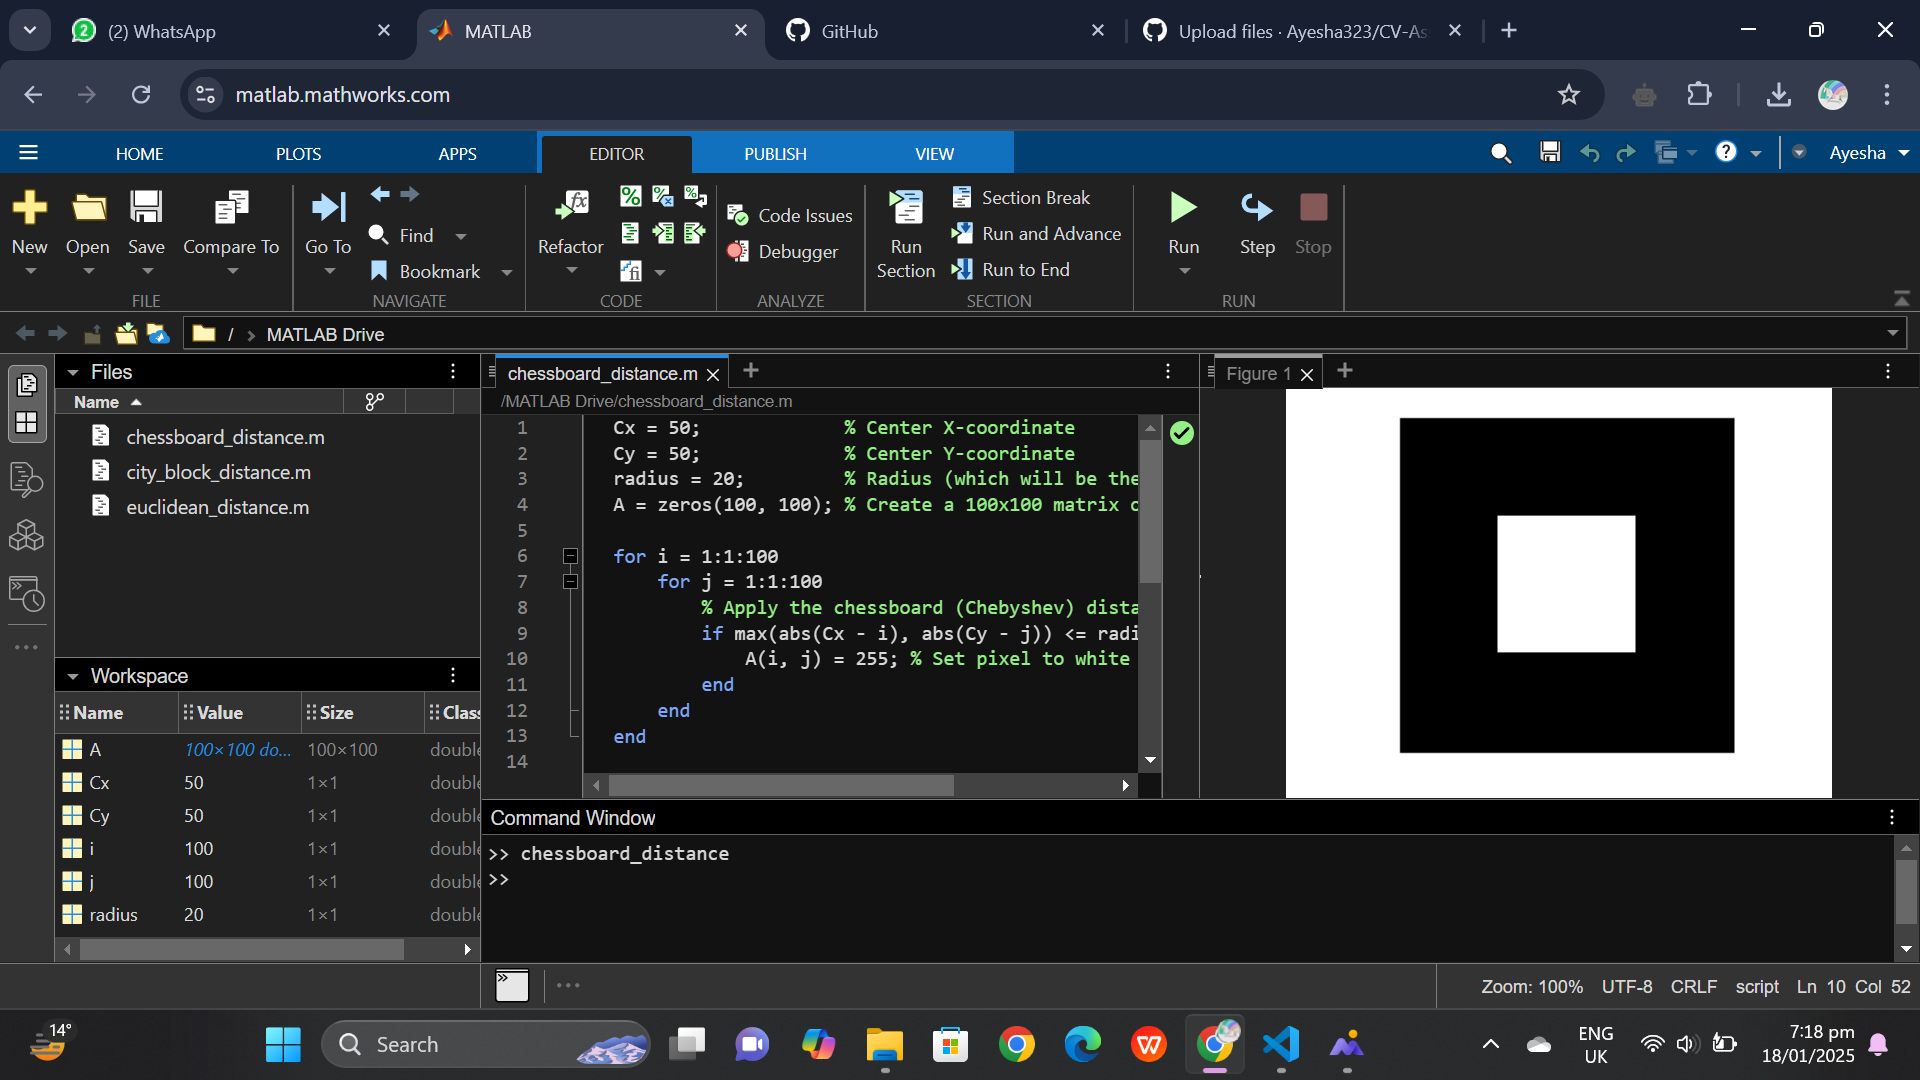 (2) WhatsApp
MATLAB
GitHub
Upload files · Ayesha323/CV-As
matlab.mathworks.com
HOME PLOTS APPS EDITOR PUBLISH VIEW
Ayesha
New Open Save Compare To
FILE
Go To
Find
Bookmark
NAVIGATE
Refactor
CODE
Code Issues
Debugger
ANALYZE
Run Section
Section Break
Run and Advance
Run to End
SECTION
Run Step Stop
RUN
/ › MATLAB Drive
Files
Name
chessboard_distance.m
city_block_distance.m
euclidean_distance.m
Workspace
Name Value Size Clas
A 100×100 do... 100×100 double
Cx 50 1×1 double
Cy 50 1×1 double
i 100 1×1 double
j 100 1×1 double
radius 20 1×1 double
chessboard_distance.m
/MATLAB Drive/chessboard_distance.m
1 Cx = 50; % Center X-coordinate
2 Cy = 50; % Center Y-coordinate
3 radius = 20; % Radius (which will be the
4 A = zeros(100, 100); % Create a 100x100 matrix
5
6 for i = 1:1:100
7 for j = 1:1:100
8 % Apply the chessboard (Chebyshev) dista
9 if max(abs(Cx - i), abs(Cy - j)) <= radi
10 A(i, j) = 255; % Set pixel to white
11 end
12 end
13 end
14
Figure 1
Command Window
>> chessboard_distance
>>
Zoom: 100% UTF-8 CRLF script Ln 10 Col 52
14°
Search
ENG
UK
7:18 pm
18/01/2025